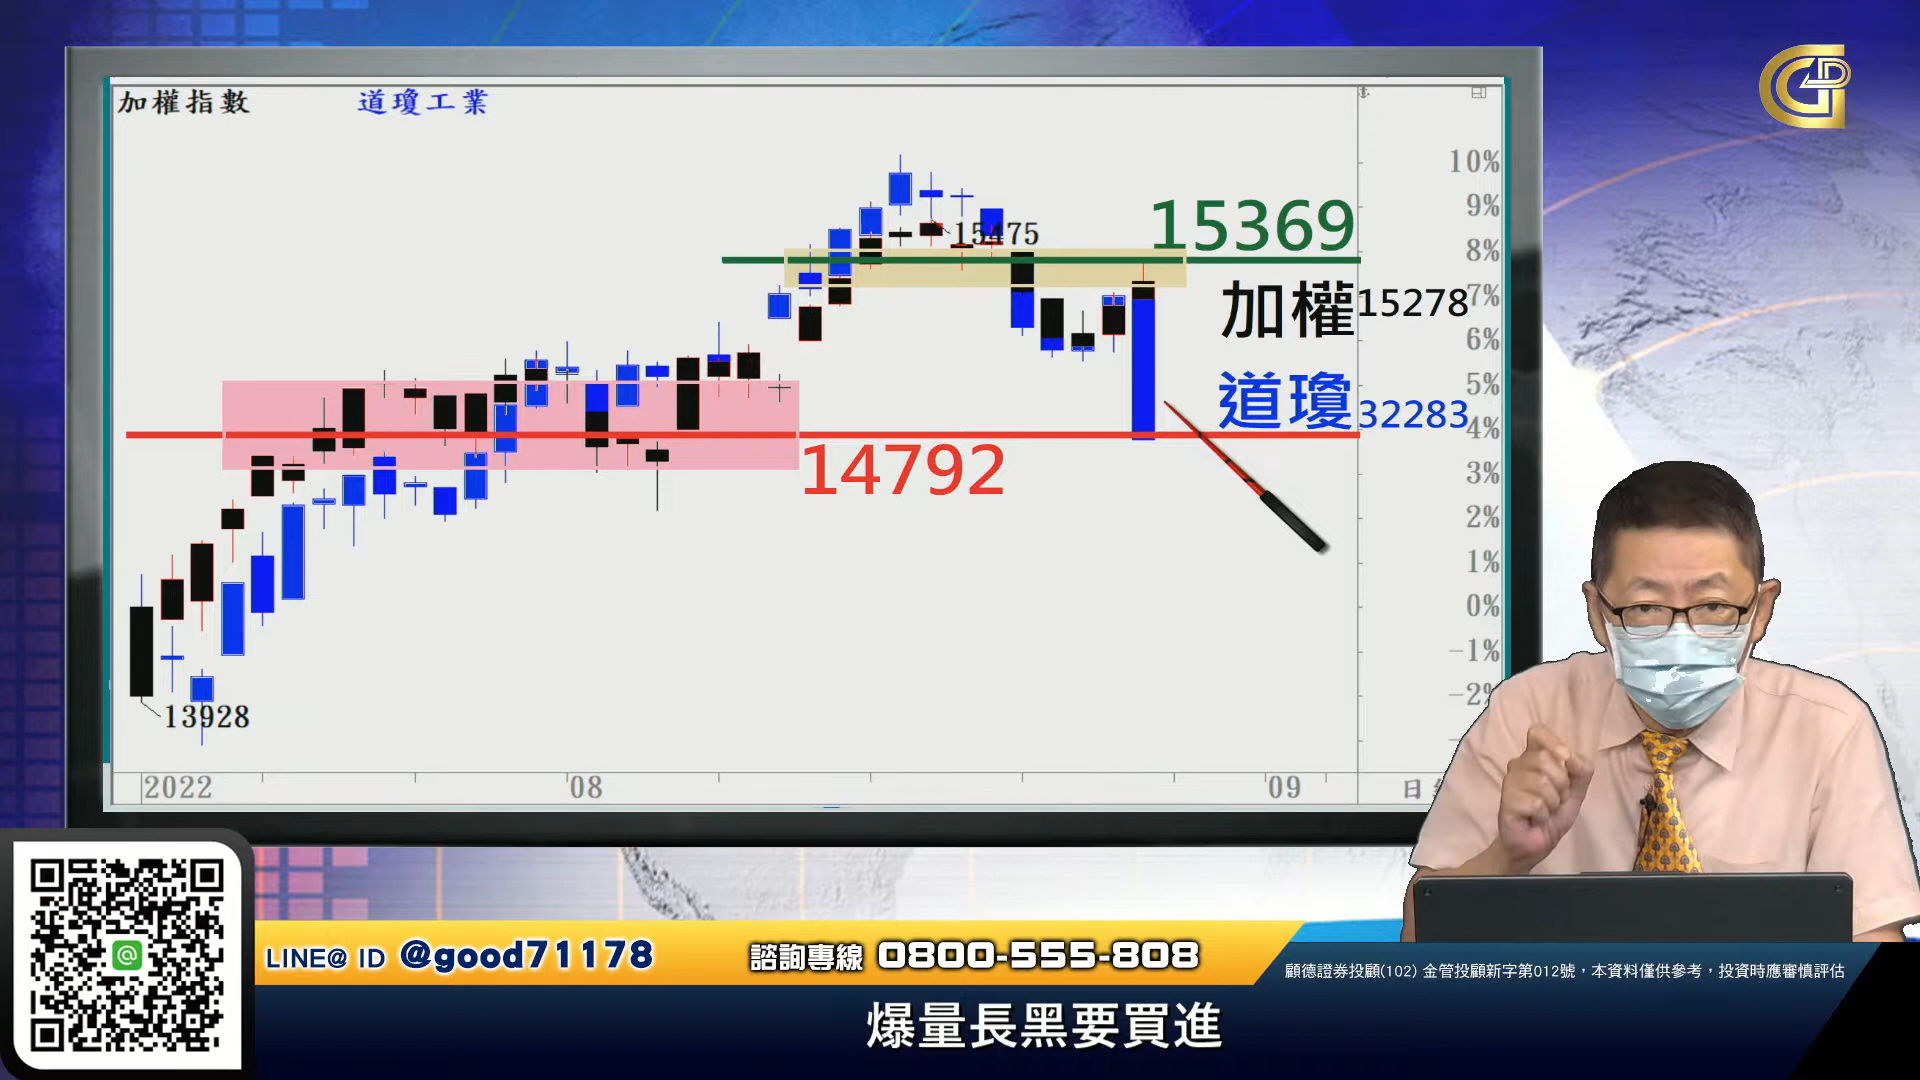 加權指數 道瓊工業
10%
9%
15369
15475
8%
加權15278
7%
6%
5%
道瓊32283
4%
14792
3%
2%
1%
0%
-1%
-2%
13928
2022 08 09 日
LINE@ ID @good71178 諮詢專線 0800-555-808
顧德證券投顧(102) 金管投顧新字第012號，本資料僅供參考，投資時應審慎評估
爆量長黑要買進